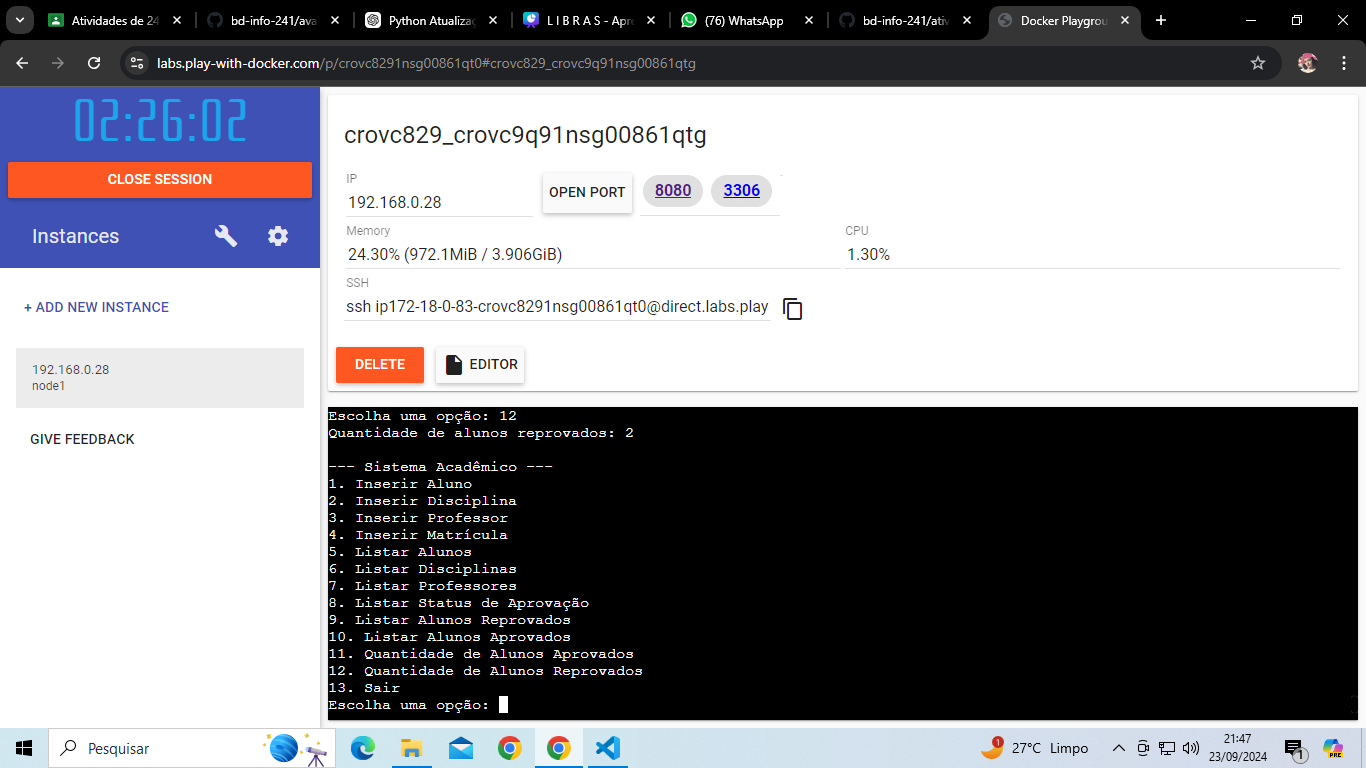 Atividades de 24
bd-info-241/ava
Python Atualizaç
L I B R A S - Apre
(76) WhatsApp
bd-info-241/ativ
Docker Playgrou
labs.play-with-docker.com/p/crovc8291nsg00861qt0#crovc829_crovc9q91nsg00861qtg
02:26:02
CLOSE SESSION
Instances
+ ADD NEW INSTANCE
192.168.0.28
node1
GIVE FEEDBACK
crovc829_crovc9q91nsg00861qtg
IP
192.168.0.28
OPEN PORT
8080
3306
Memory
24.30% (972.1MiB / 3.906GiB)
CPU
1.30%
SSH
ssh ip172-18-0-83-crovc8291nsg00861qt0@direct.labs.play
DELETE
EDITOR
Escolha uma opção: 12
Quantidade de alunos reprovados: 2
--- Sistema Acadêmico ---
1. Inserir Aluno
2. Inserir Disciplina
3. Inserir Professor
4. Inserir Matrícula
5. Listar Alunos
6. Listar Disciplinas
7. Listar Professores
8. Listar Status de Aprovação
9. Listar Alunos Reprovados
10. Listar Alunos Aprovados
11. Quantidade de Alunos Aprovados
12. Quantidade de Alunos Reprovados
13. Sair
Escolha uma opção:
Pesquisar
1
27°C Limpo
21:47
23/09/2024
1
PRE